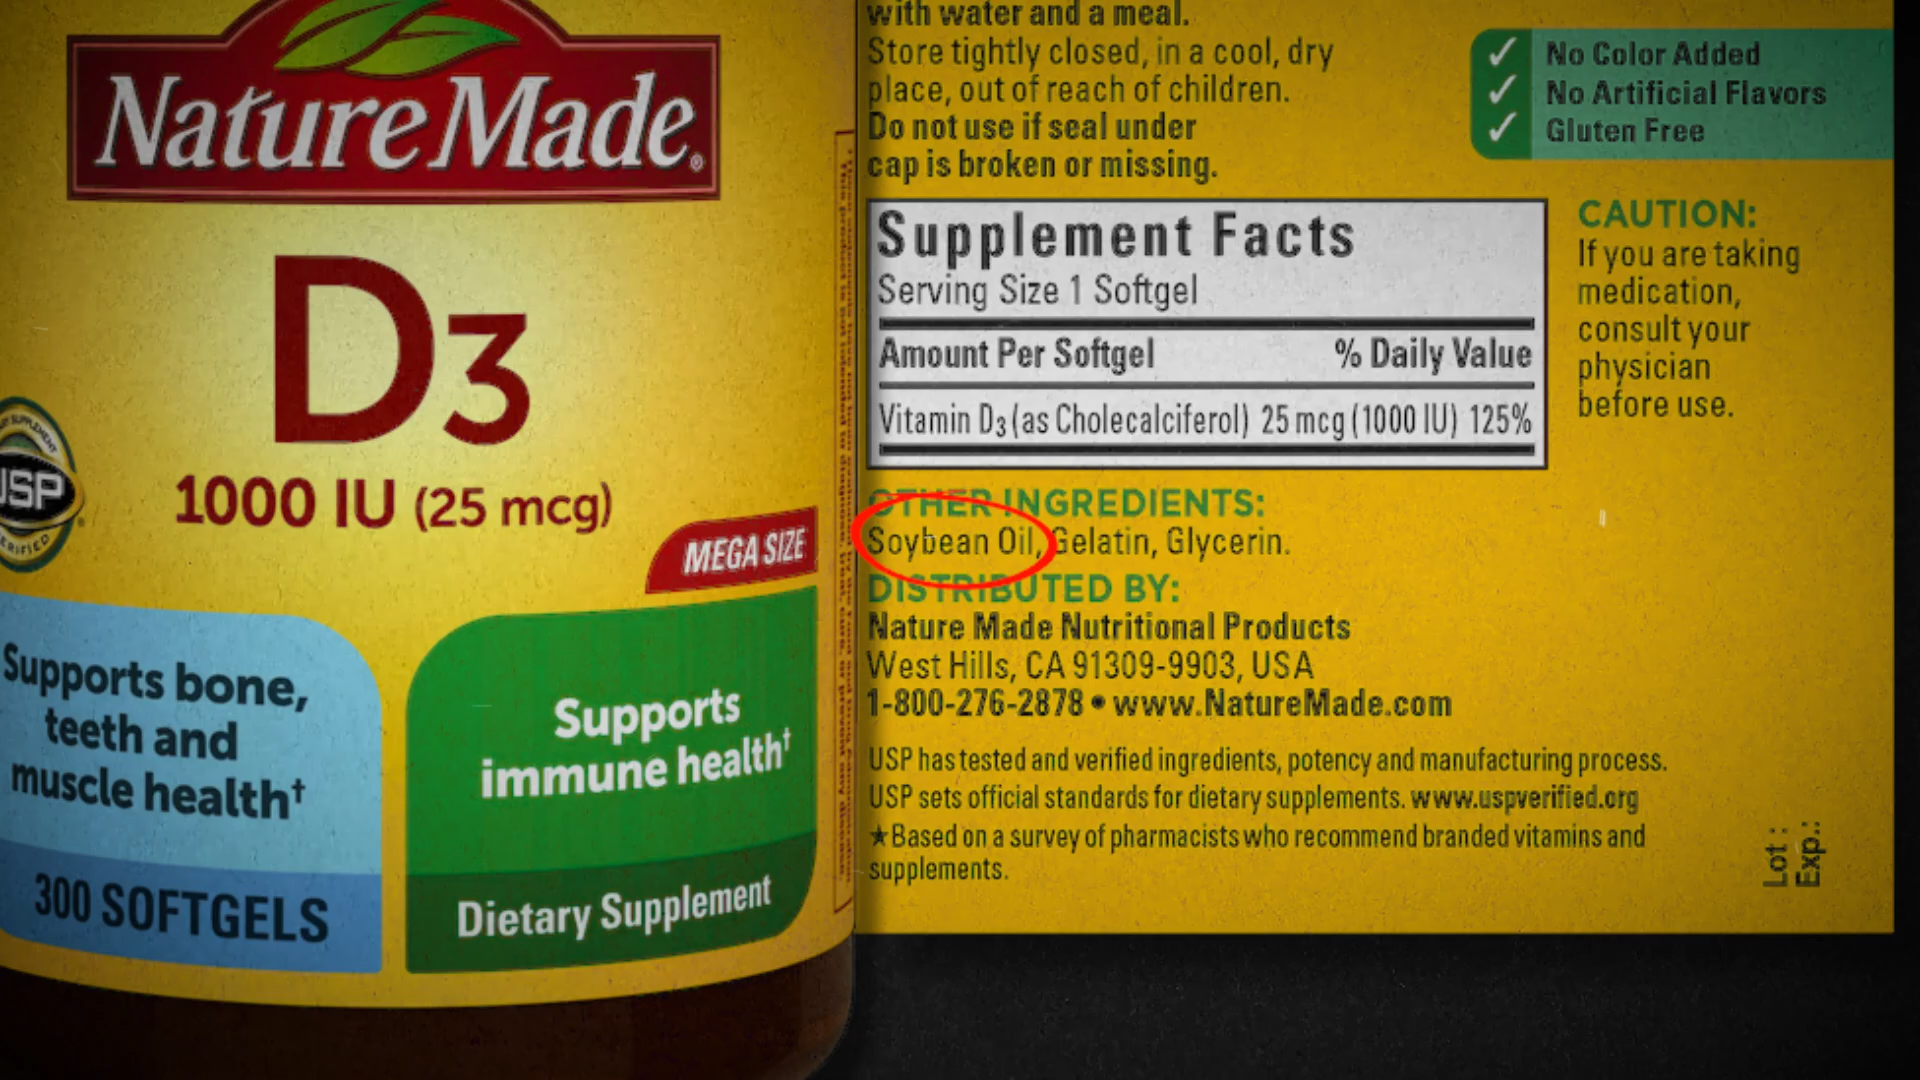 Nature Made®
D3
1000 IU (25 mcg)
USP
MEGA SIZE
Supports bone,
teeth and
muscle health†
Supports
immune health†
300 SOFTGELS
Dietary Supplement
with water and a meal.
Store tightly closed, in a cool, dry
place, out of reach of children.
Do not use if seal under
cap is broken or missing.
No Color Added
No Artificial Flavors
Gluten Free
Supplement Facts
Serving Size 1 Softgel
Amount Per Softgel % Daily Value
Vitamin D3 (as Cholecalciferol) 25 mcg (1000 IU) 125%
CAUTION:
If you are taking
medication,
consult your
physician
before use.
OTHER INGREDIENTS:
Soybean Oil, Gelatin, Glycerin.
DISTRIBUTED BY:
Nature Made Nutritional Products
West Hills, CA 91309-9903, USA
1-800-276-2878 • www.NatureMade.com
USP has tested and verified ingredients, potency and manufacturing process.
USP sets official standards for dietary supplements. www.uspverified.org
★Based on a survey of pharmacists who recommend branded vitamins and
supplements.
Lot :
Exp.: